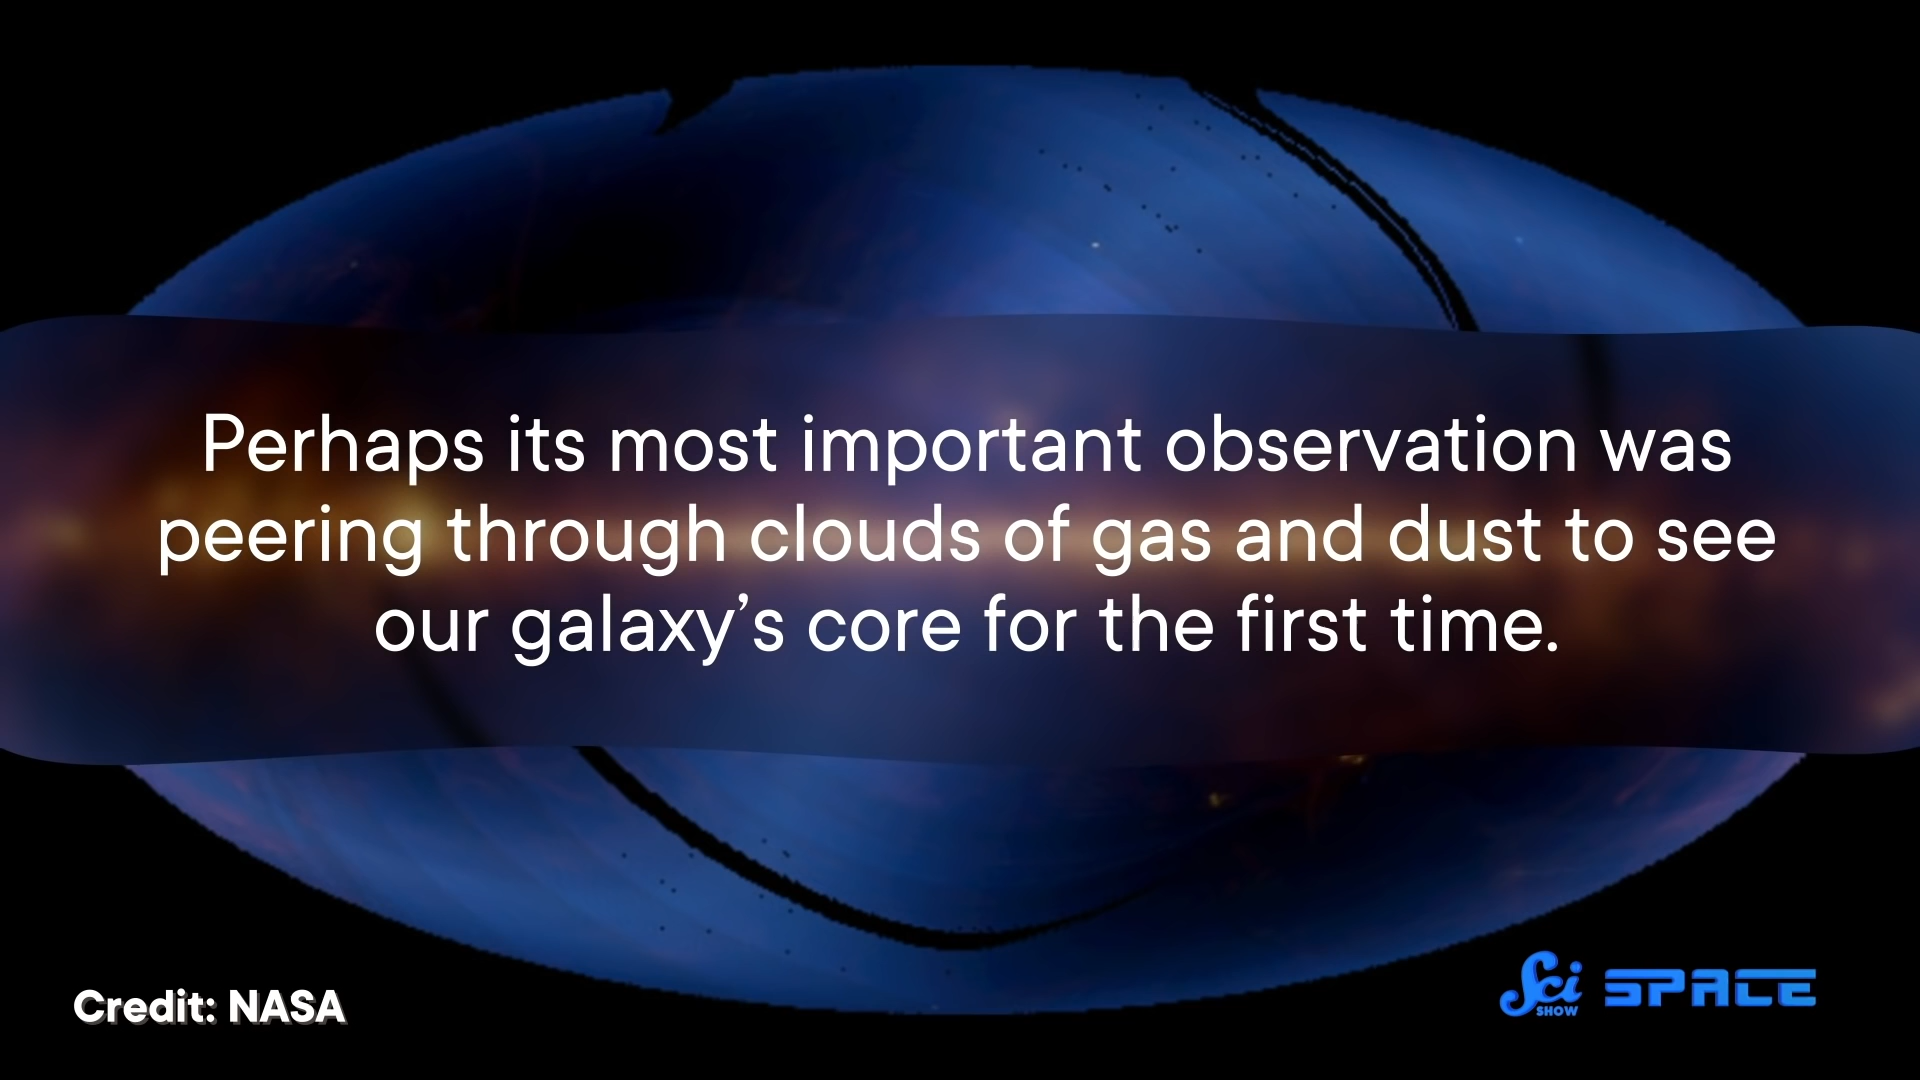 Perhaps its most important observation was
peering through clouds of gas and dust to see
our galaxy’s core for the first time.
Credit: NASA
Sci
SHOW
SPACE